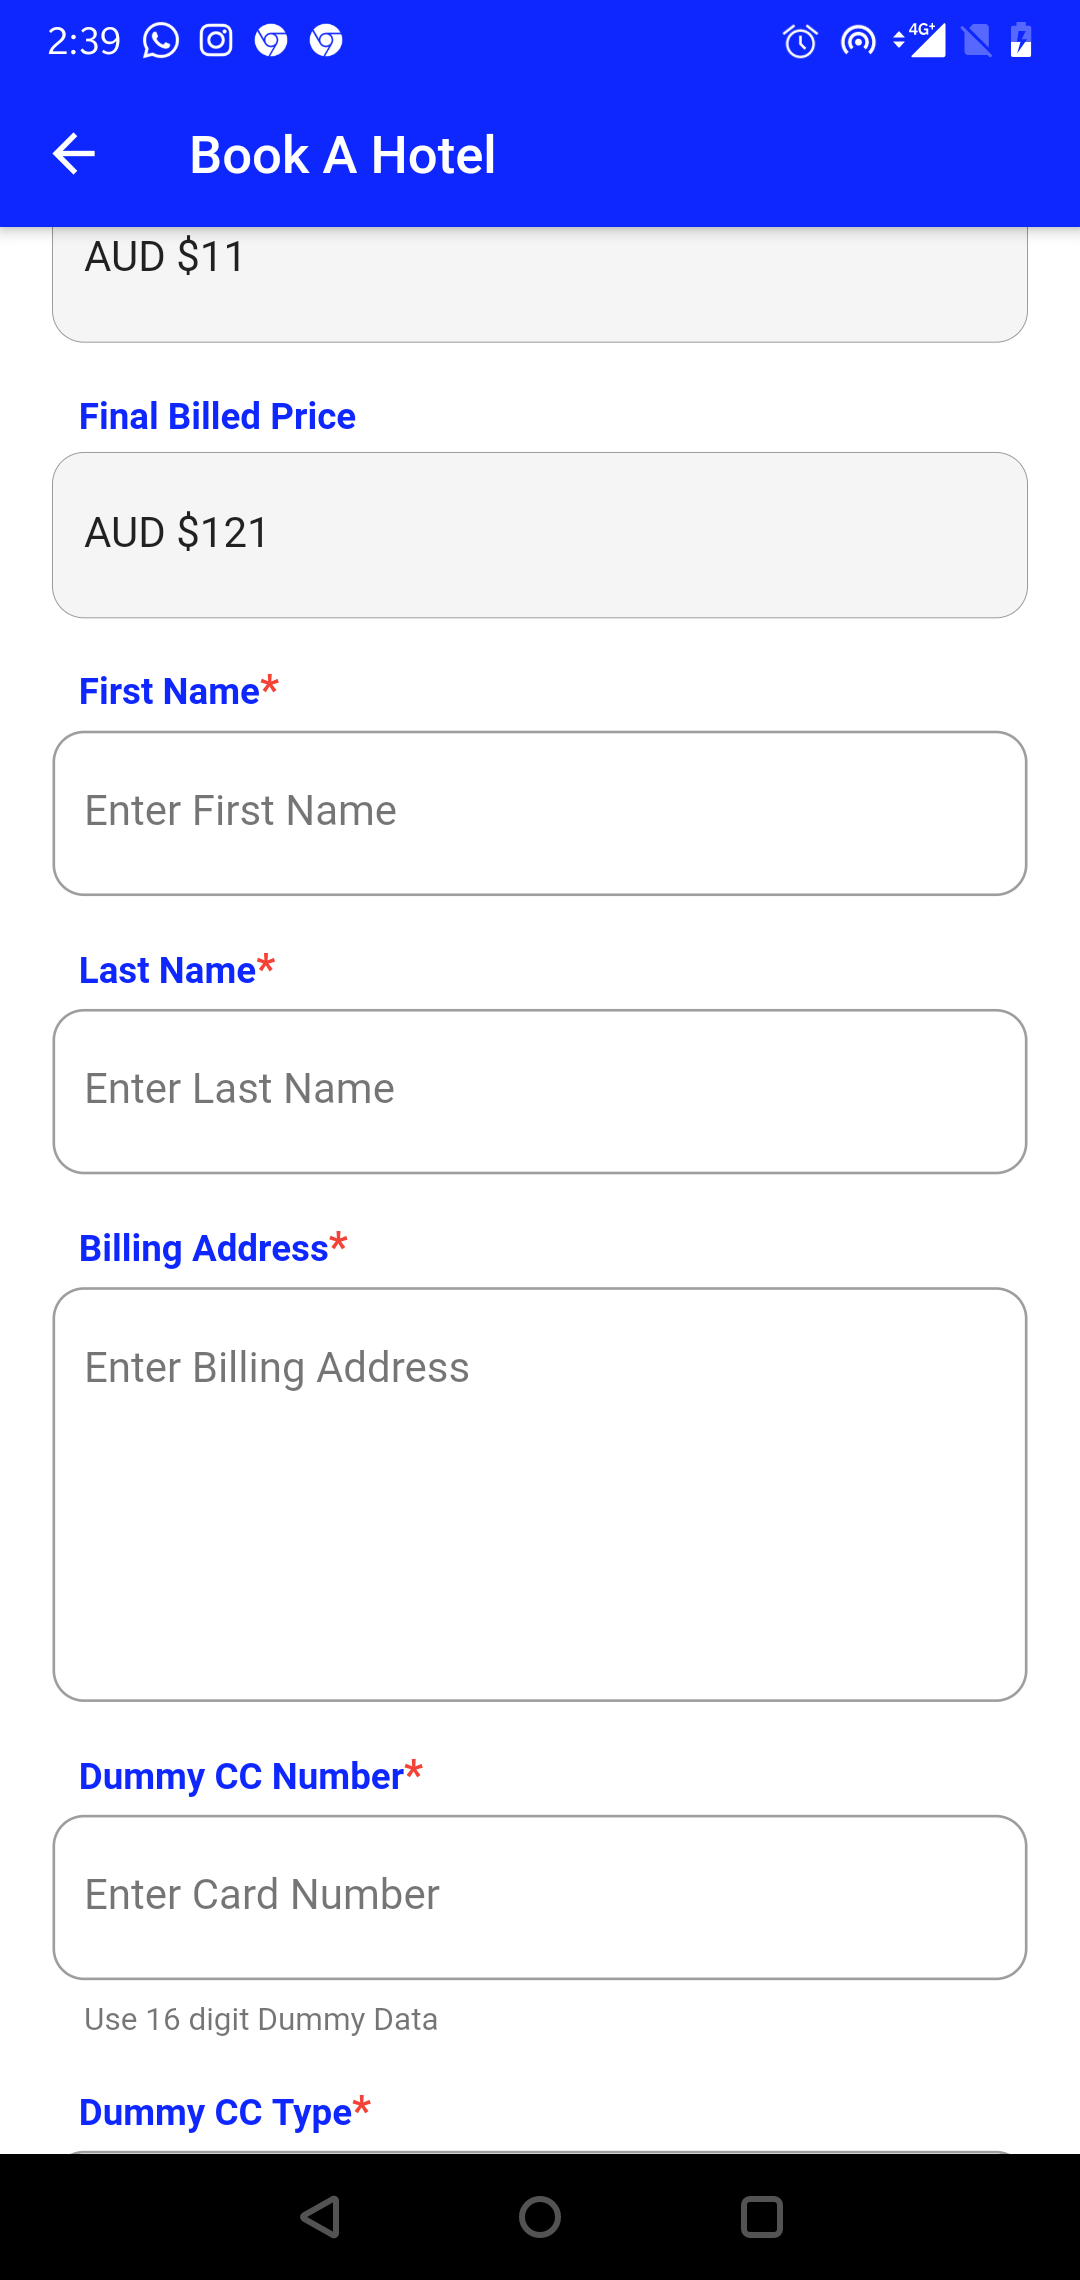 2:39
4G+
Book A Hotel
AUD $11
Final Billed Price
AUD $121
First Name*
Enter First Name
Last Name*
Enter Last Name
Billing Address*
Enter Billing Address
Dummy CC Number*
Enter Card Number
Use 16 digit Dummy Data
Dummy CC Type*